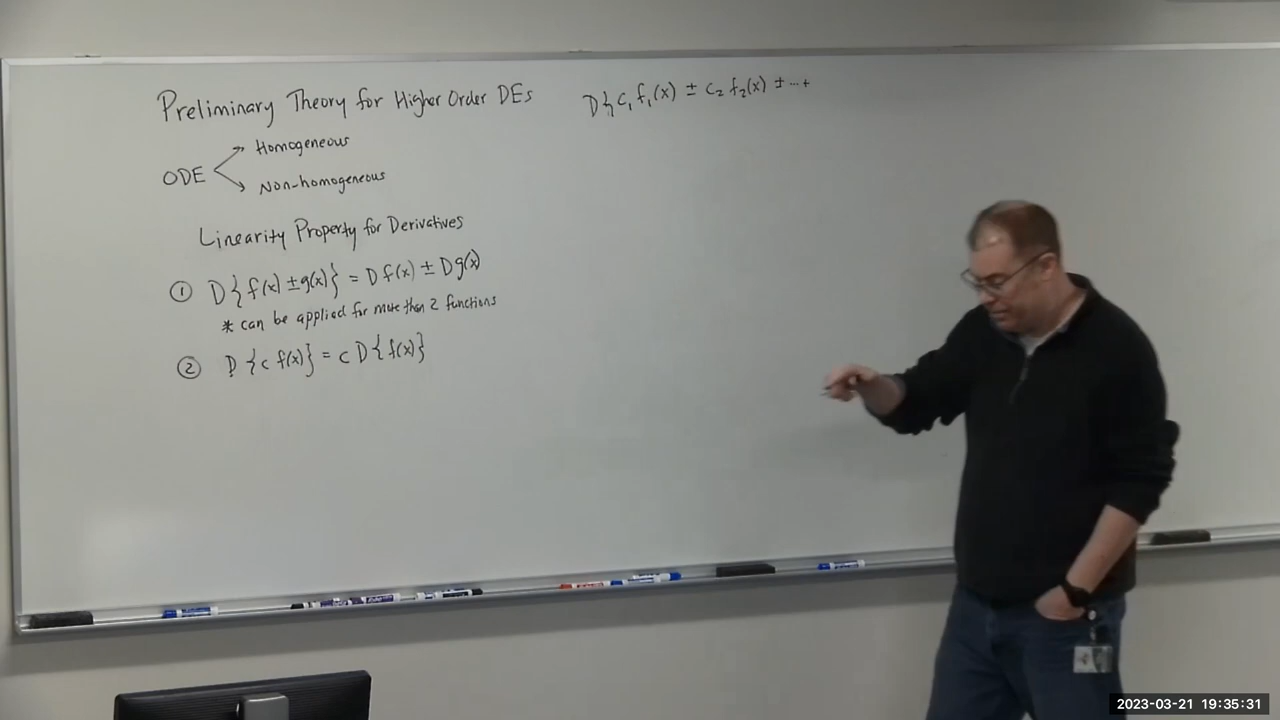 Preliminary Theory for Higher Order DEs
ODE
Homogeneous
Non-homogeneous
Linearity Property for Derivatives
① D{f(x) ± g(x)} = D f(x) ± D g(x)
* can be applied for more than 2 functions
② D{c f(x)} = c D{f(x)}
D{c₁ f₁(x) ± c₂ f₂(x) ± ⋯ +
2023-03-21 19:35:31